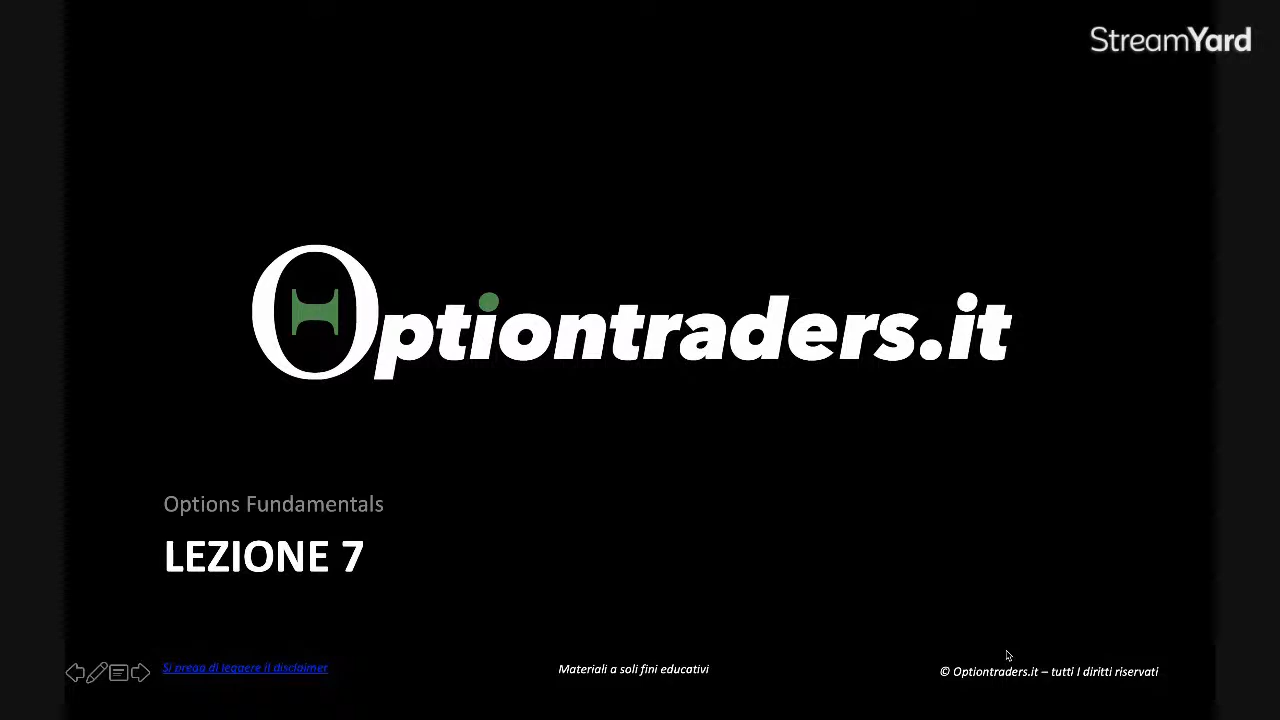 StreamYard
Optiontraders.it
Options Fundamentals
LEZIONE 7
Si prega di leggere il disclaimer
Materiali a soli fini educativi
© Optiontraders.it – tutti I diritti riservati